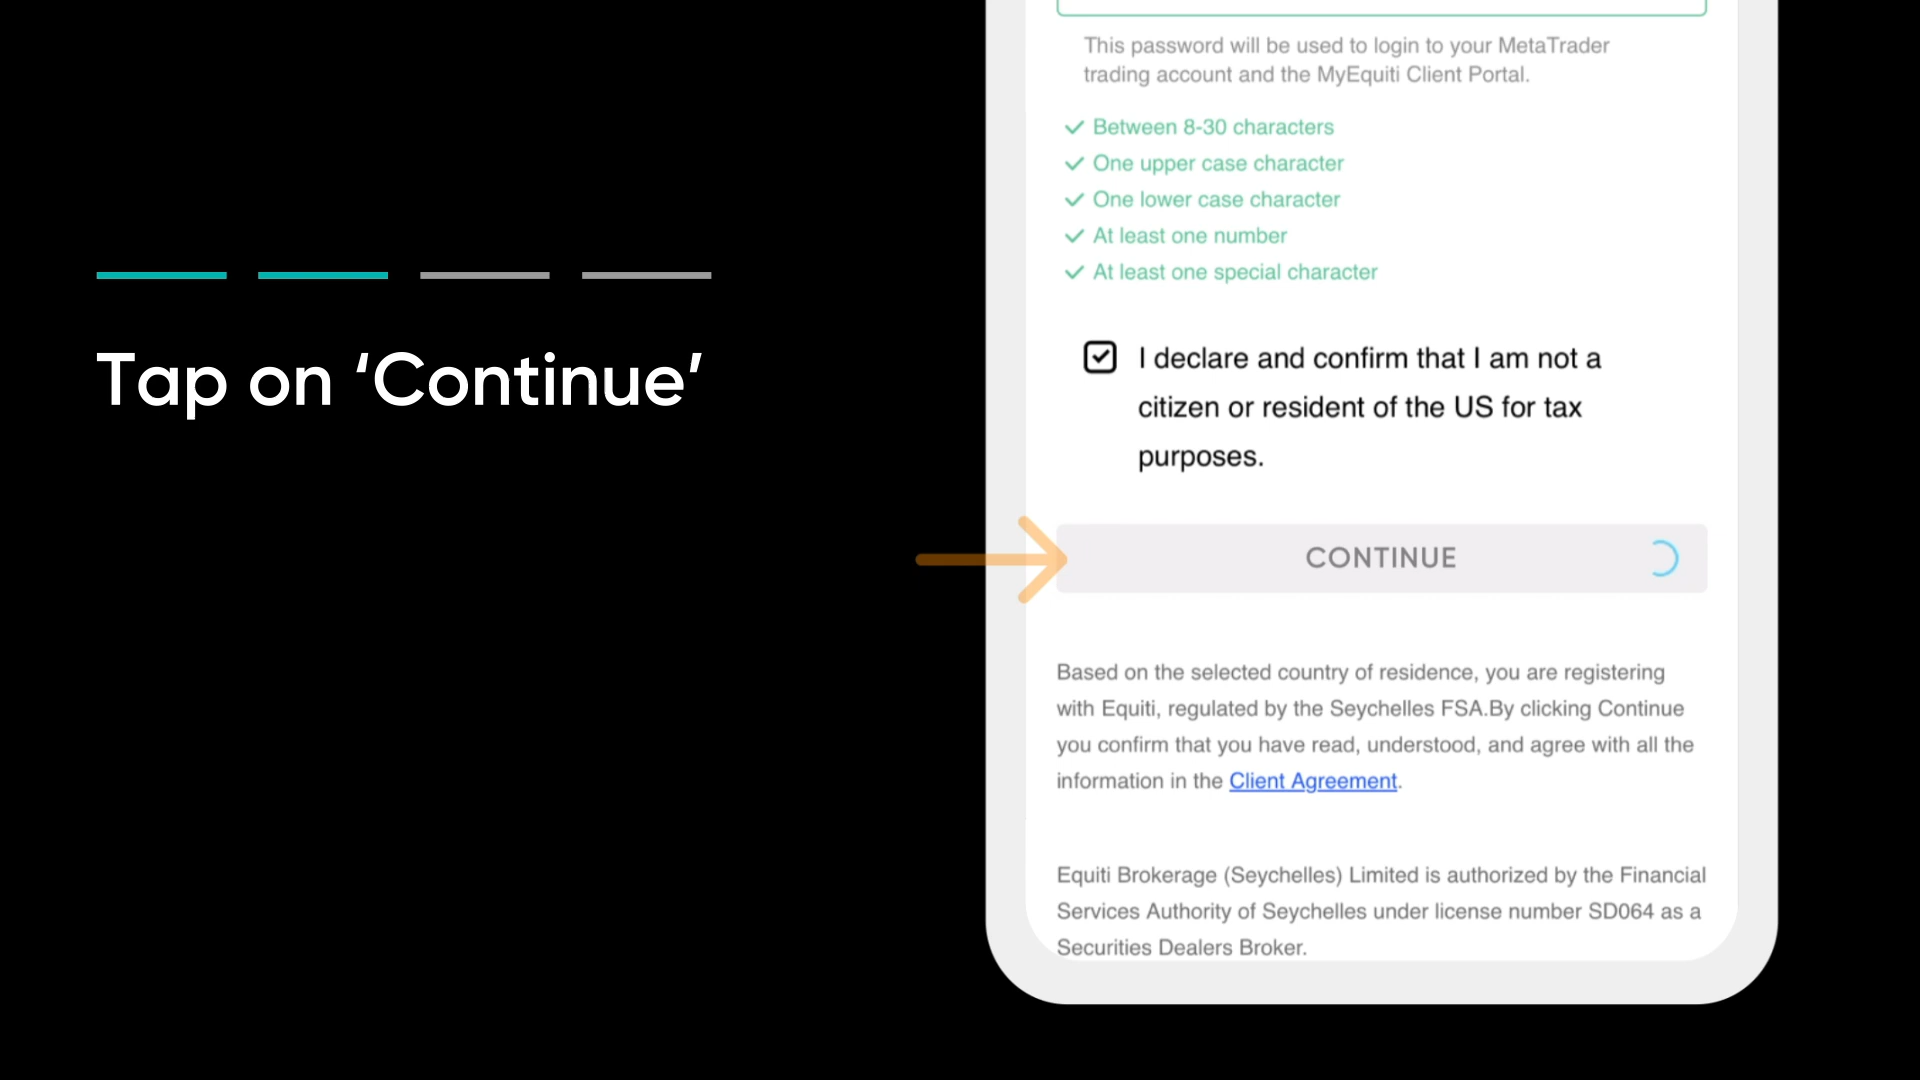 Tap on ‘Continue’
This password will be used to login to your MetaTrader
trading account and the MyEquiti Client Portal.
Between 8-30 characters
One upper case character
One lower case character
At least one number
At least one special character
I declare and confirm that I am not a
citizen or resident of the US for tax
purposes.
CONTINUE
Based on the selected country of residence, you are registering
with Equiti, regulated by the Seychelles FSA.By clicking Continue
you confirm that you have read, understood, and agree with all the
information in the Client Agreement.
Equiti Brokerage (Seychelles) Limited is authorized by the Financial
Services Authority of Seychelles under license number SD064 as a
Securities Dealers Broker.